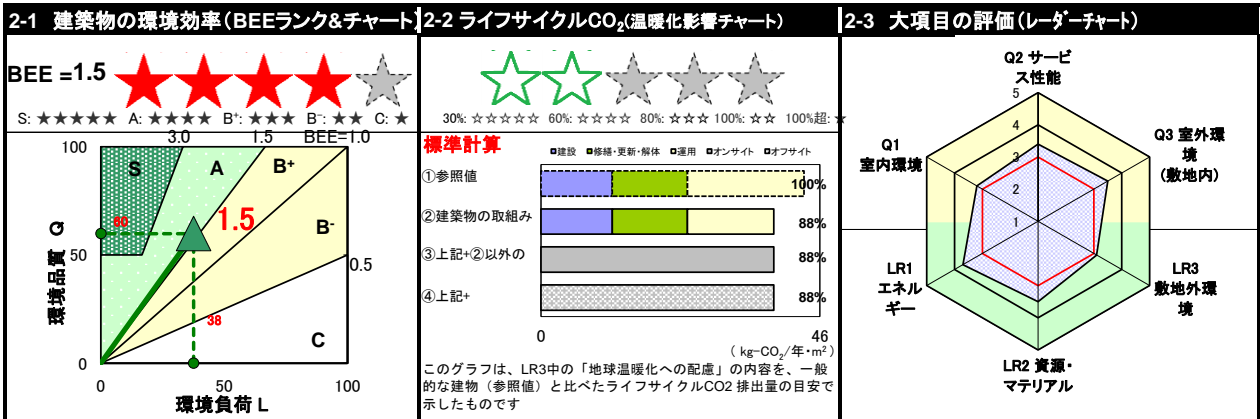 2-1 建築物の環境効率(BEEランク&チャート)
BEE =1.5
S: ★★★★★ A: ★★★★ B⁺: ★★★ B⁻: ★★ C: ★
3.0
1.5
BEE=1.0
100
S
A
B⁺
60
1.5
B⁻
50
0.5
38
C
0
0
50
100
環境品質 Q
環境負荷 L
2-2 ライフサイクルCO₂(温暖化影響チャート)
30%: ☆☆☆☆☆ 60%: ☆☆☆☆ 80%: ☆☆☆ 100%: ☆☆ 100%超: ★
標準計算
■建設 ■修繕・更新・解体 ■運用 ■オンサイト ■オフサイト
①参照値
100%
②建築物の取組み
88%
③上記+②以外の
88%
④上記+
88%
0
46
( kg-CO₂/年・m²)
このグラフは、LR3中の「地球温暖化への配慮」の内容を、一般
的な建物(参照値)と比べたライフサイクルCO2 排出量の目安で
示したものです
2-3 大項目の評価(レーダーチャート)
Q2 サービ
ス性能
5
4
3
2
1
Q1
室内環境
Q3 室外環
境
(敷地内)
LR1
エネル
ギー
LR3
敷地外環
境
LR2 資源・
マテリアル